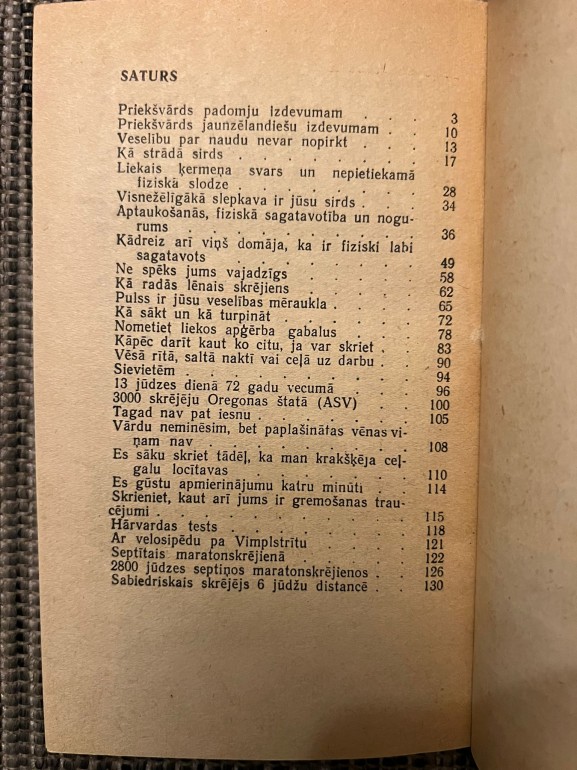 SATURS
Priekšvārds padomju izdevumam . . . 3
Priekšvārds jaunzēlandiešu izdevumam . . . 10
Veselību par naudu nevar nopirkt . . . 13
Kā strādā sirds . . . . . . . . 17
Liekais ķermeņa svars un nepietiekamā
fiziskā slodze . . . . . . . . 28
Visnežēlīgākā slepkava ir jūsu sirds . . . 34
Aptaukošanās, fiziskā sagatavotība un nogu-
rums . . . . . . . . . 36
Kādreiz arī viņš domāja, ka ir fiziski labi
sagatavots . . . . . . . . 49
Ne spēks jums vajadzīgs . . . . . 58
Kā radās lēnais skrējiens . . . . . 62
Pulss ir jūsu veselības mēraukla . . . . 65
Kā sākt un kā turpināt . . . . . . 72
Nometiet liekos apģērba gabalus . . . 78
Kāpēc darīt kaut ko citu, ja var skriet . . 83
Vēsā rītā, saltā naktī vai ceļā uz darbu . . 90
Sievietēm . . . . . . . . . 94
13 jūdzes dienā 72 gadu vecumā . . . 96
3000 skrējēju Oregonas štatā (ASV) . . . 100
Tagad nav pat iesnu . . . . . . . 105
Vārdu neminēsim, bet paplašinātas vēnas vi-
ņam nav . . . . . . . . 108
Es sāku skriet tādēļ, ka man krakšķēja ceļ-
galu locītavas . . . . . . . 110
Es gūstu apmierinājumu katru minūti . . 114
Skrieniet, kaut arī jums ir gremošanas trau-
cējumi . . . . . . . . . 115
Hārvardas tests . . . . . . . . 118
Ar velosipēdu pa Vimplstrītu . . . . 121
Septītais maratonskrējienā . . . . . 122
2800 jūdzes septiņos maratonskrējienos . . 126
Sabiedriskais skrējējs 6 jūdžu distancē . . 130